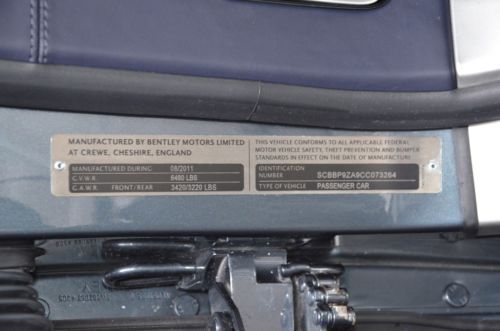 MANUFACTURED BY BENTLEY MOTORS LIMITED
AT CREWE, CHESHIRE, ENGLAND
MANUFACTURED DURING: 08/2011
G.V.W.R. 6480 LBS
G.A.W.R. FRONT/REAR 3420/3220 LBS
THIS VEHICLE CONFORMS TO ALL APPLICABLE FEDERAL
MOTOR VEHICLE SAFETY, THEFT PREVENTION AND BUMPER
STANDARDS IN EFFECT ON THE DATE OF MANUFACTURE
IDENTIFICATION
NUMBER SCBBP9ZA9CC073264
TYPE OF VEHICLE PASSENGER CAR